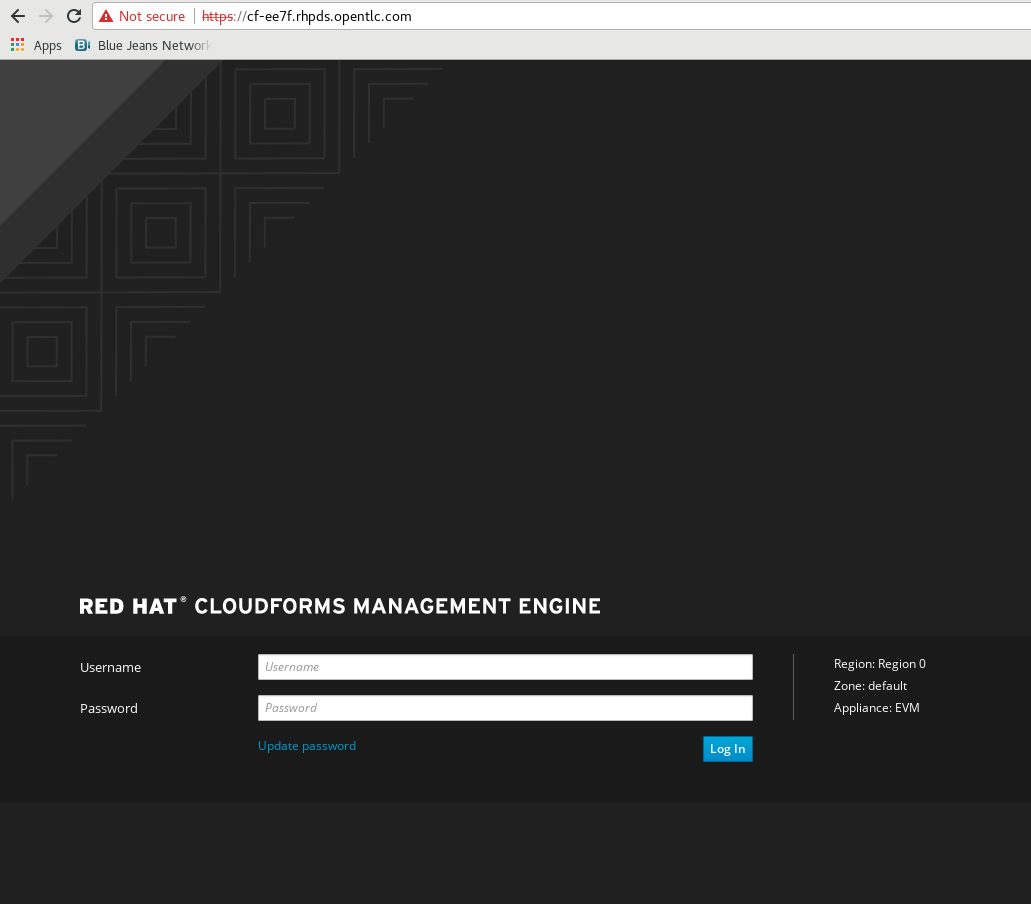 Not secure | https://cf-ee7f.rhpds.opentlc.com
Apps Blue Jeans Network
RED HAT® CLOUDFORMS MANAGEMENT ENGINE
Username Username Region: Region 0
Zone: default
Password Password Appliance: EVM
Update password Log In